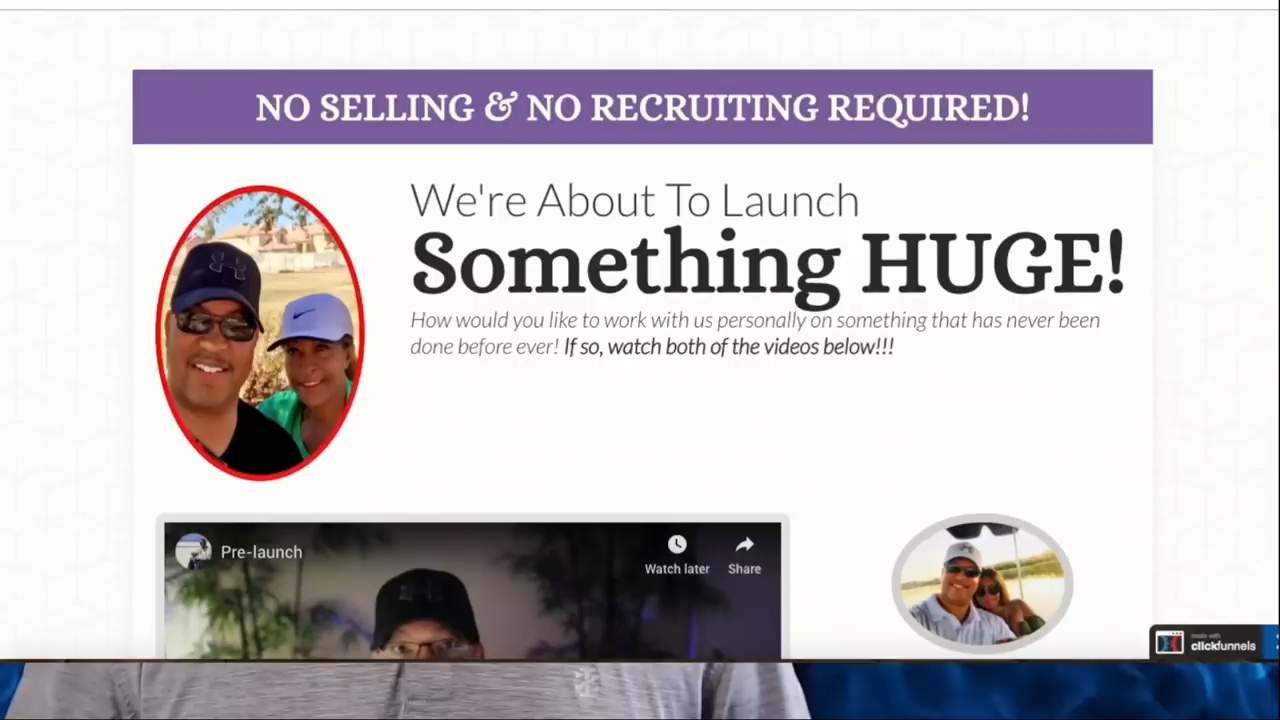 NO SELLING & NO RECRUITING REQUIRED!
We're About To Launch
Something HUGE!
How would you like to work with us personally on something that has never been
done before ever! If so, watch both of the videos below!!!
Pre-launch
Watch later
Share
made with
clickfunnels